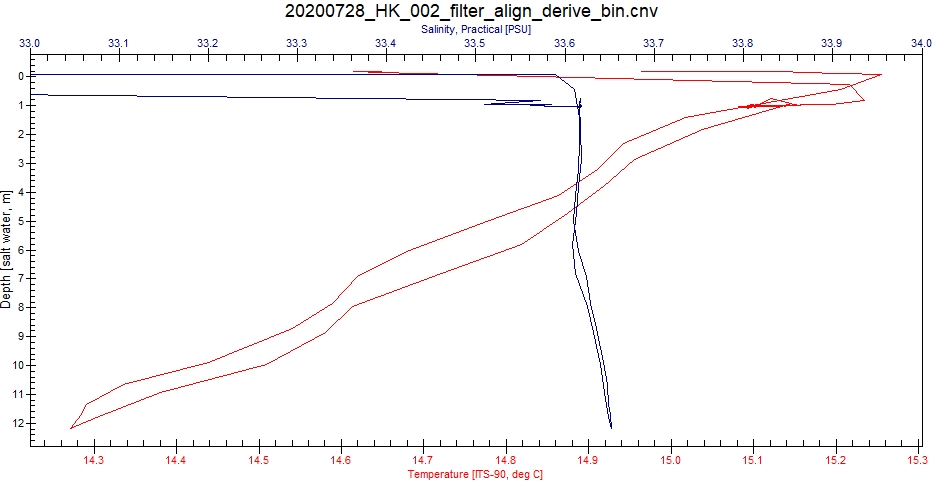 20200728_HK_002_filter_align_derive_bin.cnv
Salinity, Practical [PSU]
33.0 33.1 33.2 33.3 33.4 33.5 33.6 33.7 33.8 33.9 34.0
0
1
2
3
4
5
6
7
8
9
10
11
12
Depth [salt water, m]
14.3 14.4 14.5 14.6 14.7 14.8 14.9 15.0 15.1 15.2 15.3
Temperature [ITS-90, deg C]